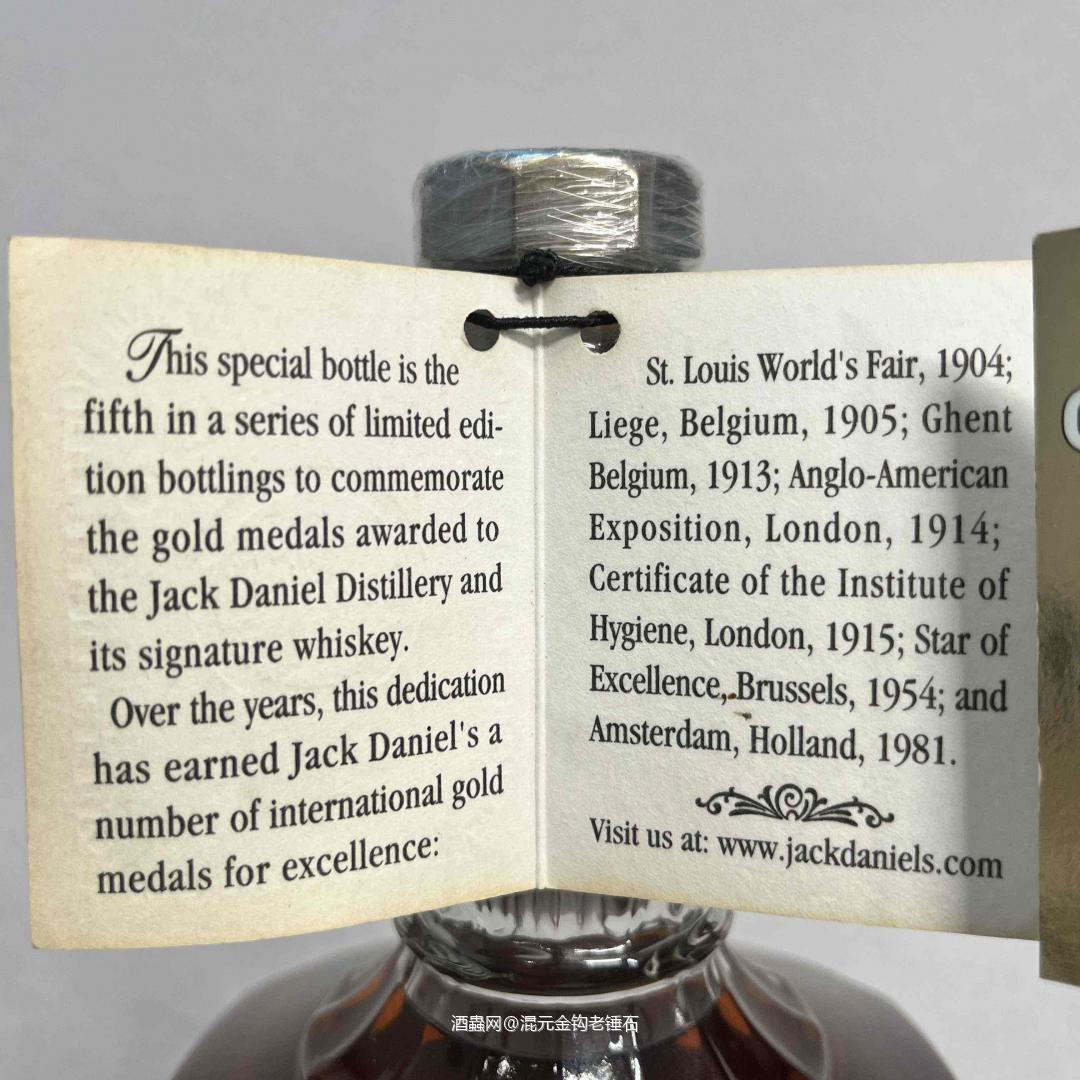 This special bottle is the
fifth in a series of limited edi-
tion bottlings to commemorate
the gold medals awarded to
the Jack Daniel Distillery and
its signature whiskey.
Over the years, this dedication
has earned Jack Daniel's a
number of international gold
medals for excellence:
St. Louis World's Fair, 1904;
Liege, Belgium, 1905; Ghent
Belgium, 1913; Anglo-American
Exposition, London, 1914;
Certificate of the Institute of
Hygiene, London, 1915; Star of
Excellence, Brussels, 1954; and
Amsterdam, Holland, 1981.
Visit us at: www.jackdaniels.com
酒蟲网@混元金钩老锤石